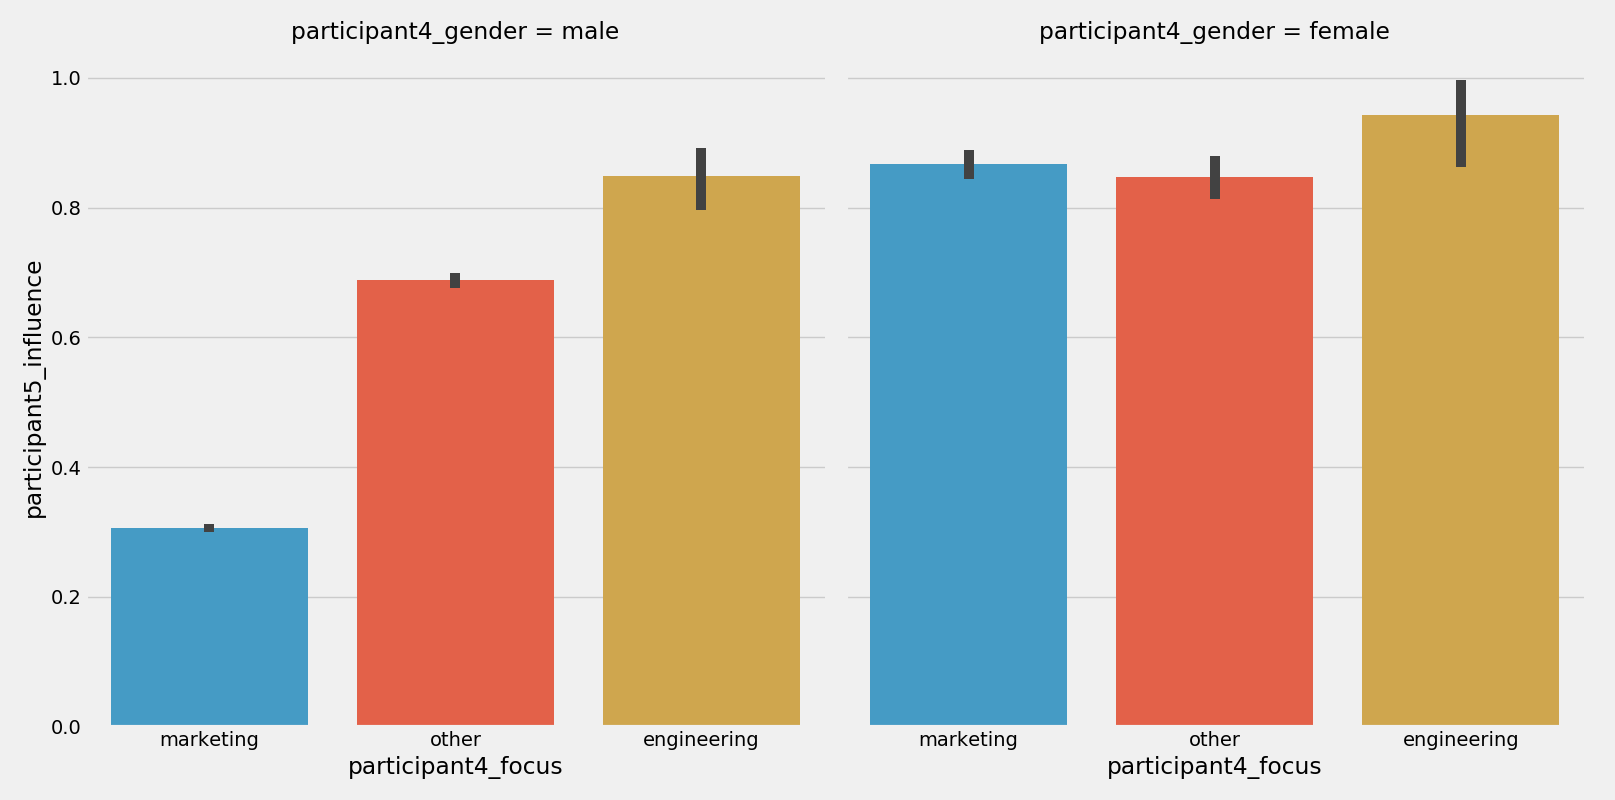 participant4_gender = male
participant4_gender = female
participant5_influence
1.0
0.8
0.6
0.4
0.2
0.0
marketing
other
engineering
marketing
other
engineering
participant4_focus
participant4_focus